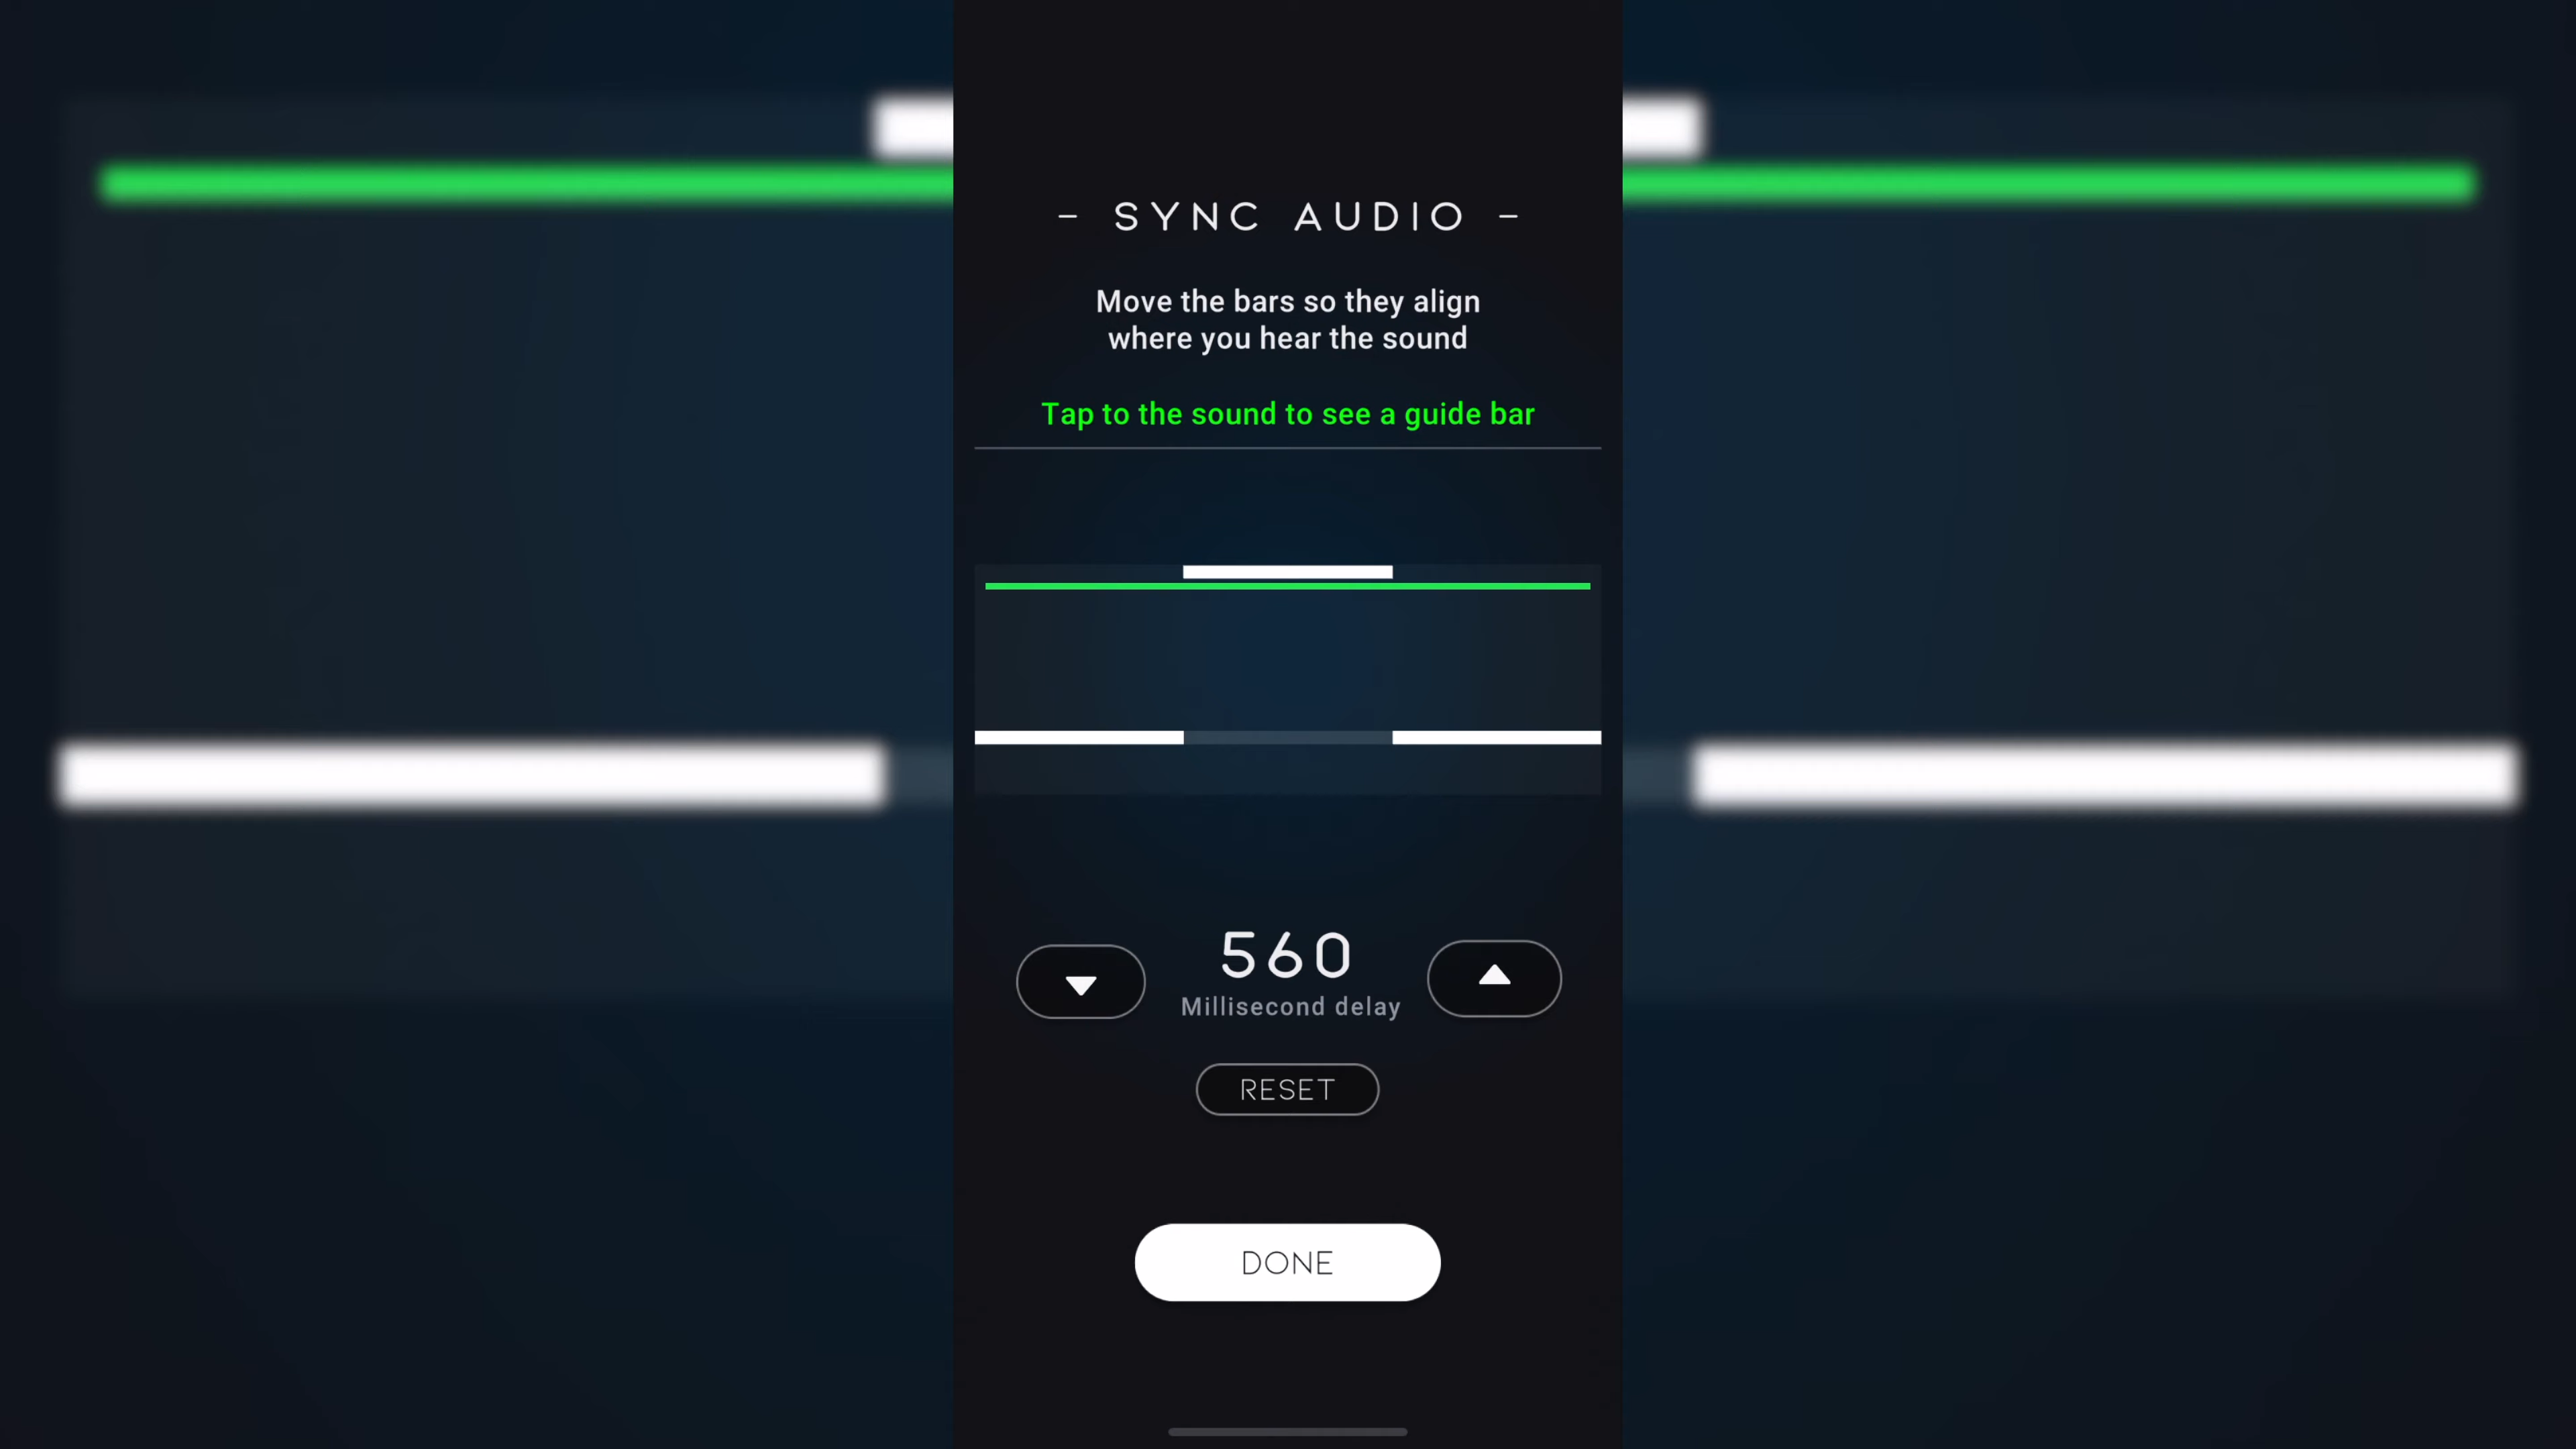 - SYNC AUDIO -
Move the bars so they align
where you hear the sound
Tap to the sound to see a guide bar
560
Millisecond delay
RESET
DONE